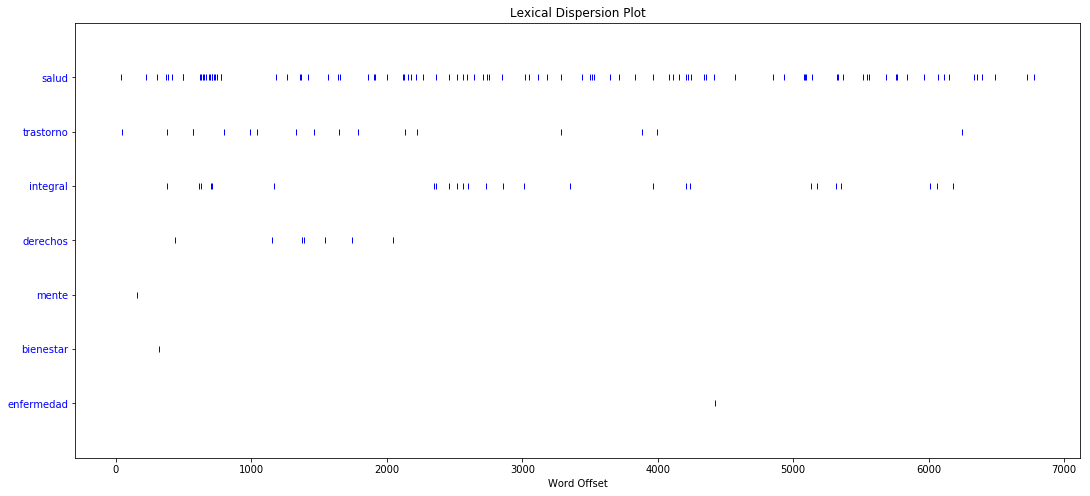 Lexical Dispersion Plot
salud
trastorno
integral
derechos
mente
bienestar
enfermedad
0 1000 2000 3000 4000 5000 6000 7000
Word Offset